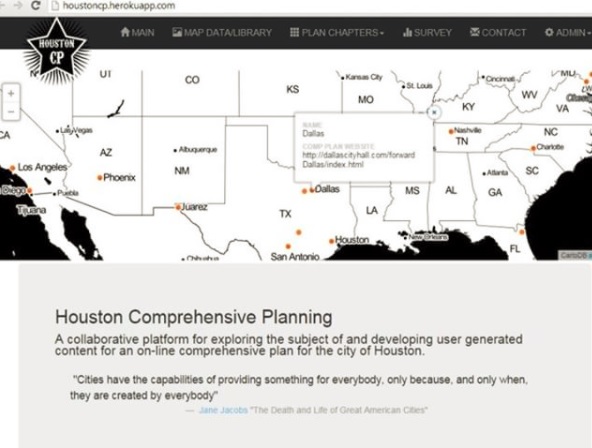 houstoncp.herokuapp.com
HOUSTON
CP
MAIN
MAP DATA/LIBRARY
PLAN CHAPTERS
SURVEY
CONTACT
ADMIN
+
UT
CO
KS
Kansas City
MO
St. Louis
Cincinnati
KY
WV
VA
MD
CA
Las Vegas
AZ
Albuquerque
NM
NAME
Dallas
COMP PLAN WEBSITE
http://dallascityhall.com/forward
Dallas/index.html
×
Nashville
TN
NC
Charlotte
Los Angeles
Phoenix
Diego
Puebla
Tijuana
Juarez
Dallas
TX
MS
AL
Atlanta
GA
SC
LA
Houston
New Orleans
San Antonio
FL
Chihuahua
CartoDB
Houston Comprehensive Planning
A collaborative platform for exploring the subject of and developing user generated
content for an on-line comprehensive plan for the city of Houston.
"Cities have the capabilities of providing something for everybody, only because, and only when,
they are created by everybody"
— Jane Jacobs "The Death and Life of Great American Cities"